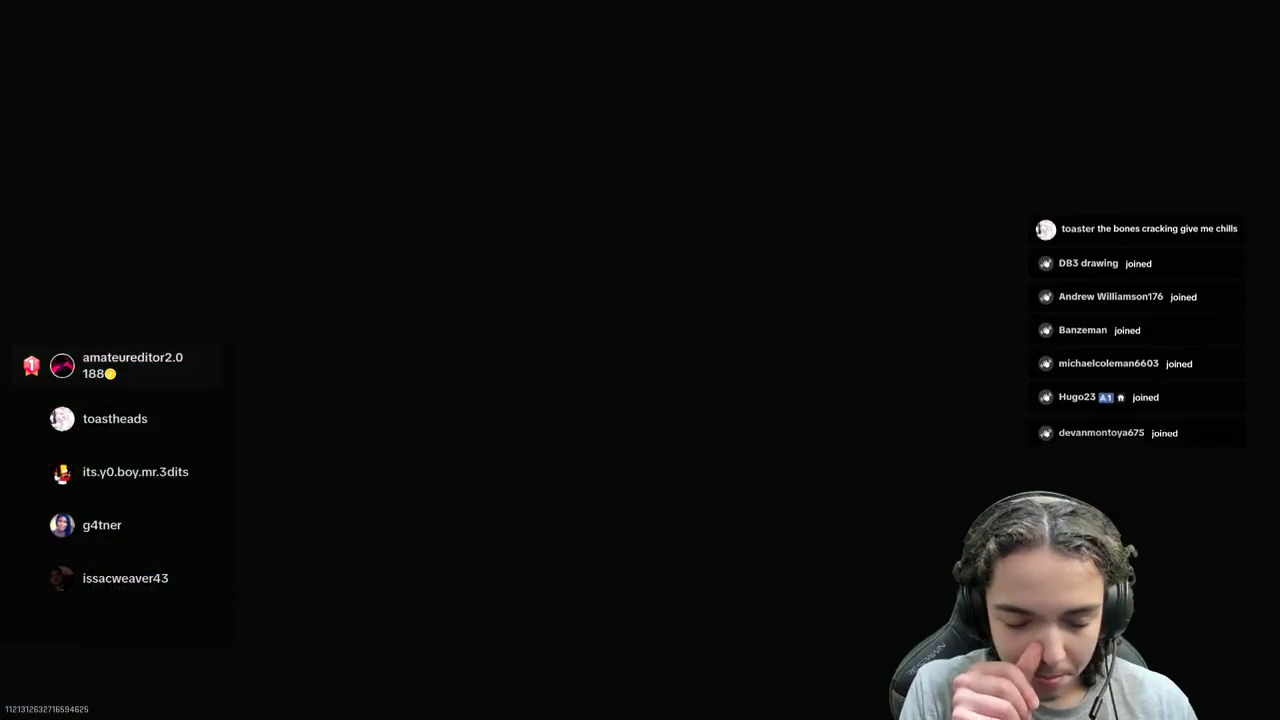 toaster the bones cracking give me chills
DB3 drawing joined
Andrew Williamson176 joined
Banzeman joined
michaelcoleman6603 joined
Hugo23 A1 joined
devanmontoya675 joined
1 amateureditor2.0
188
toastheads
its.y0.boy.mr.3dits
g4tner
issacweaver43
1121312632716594625